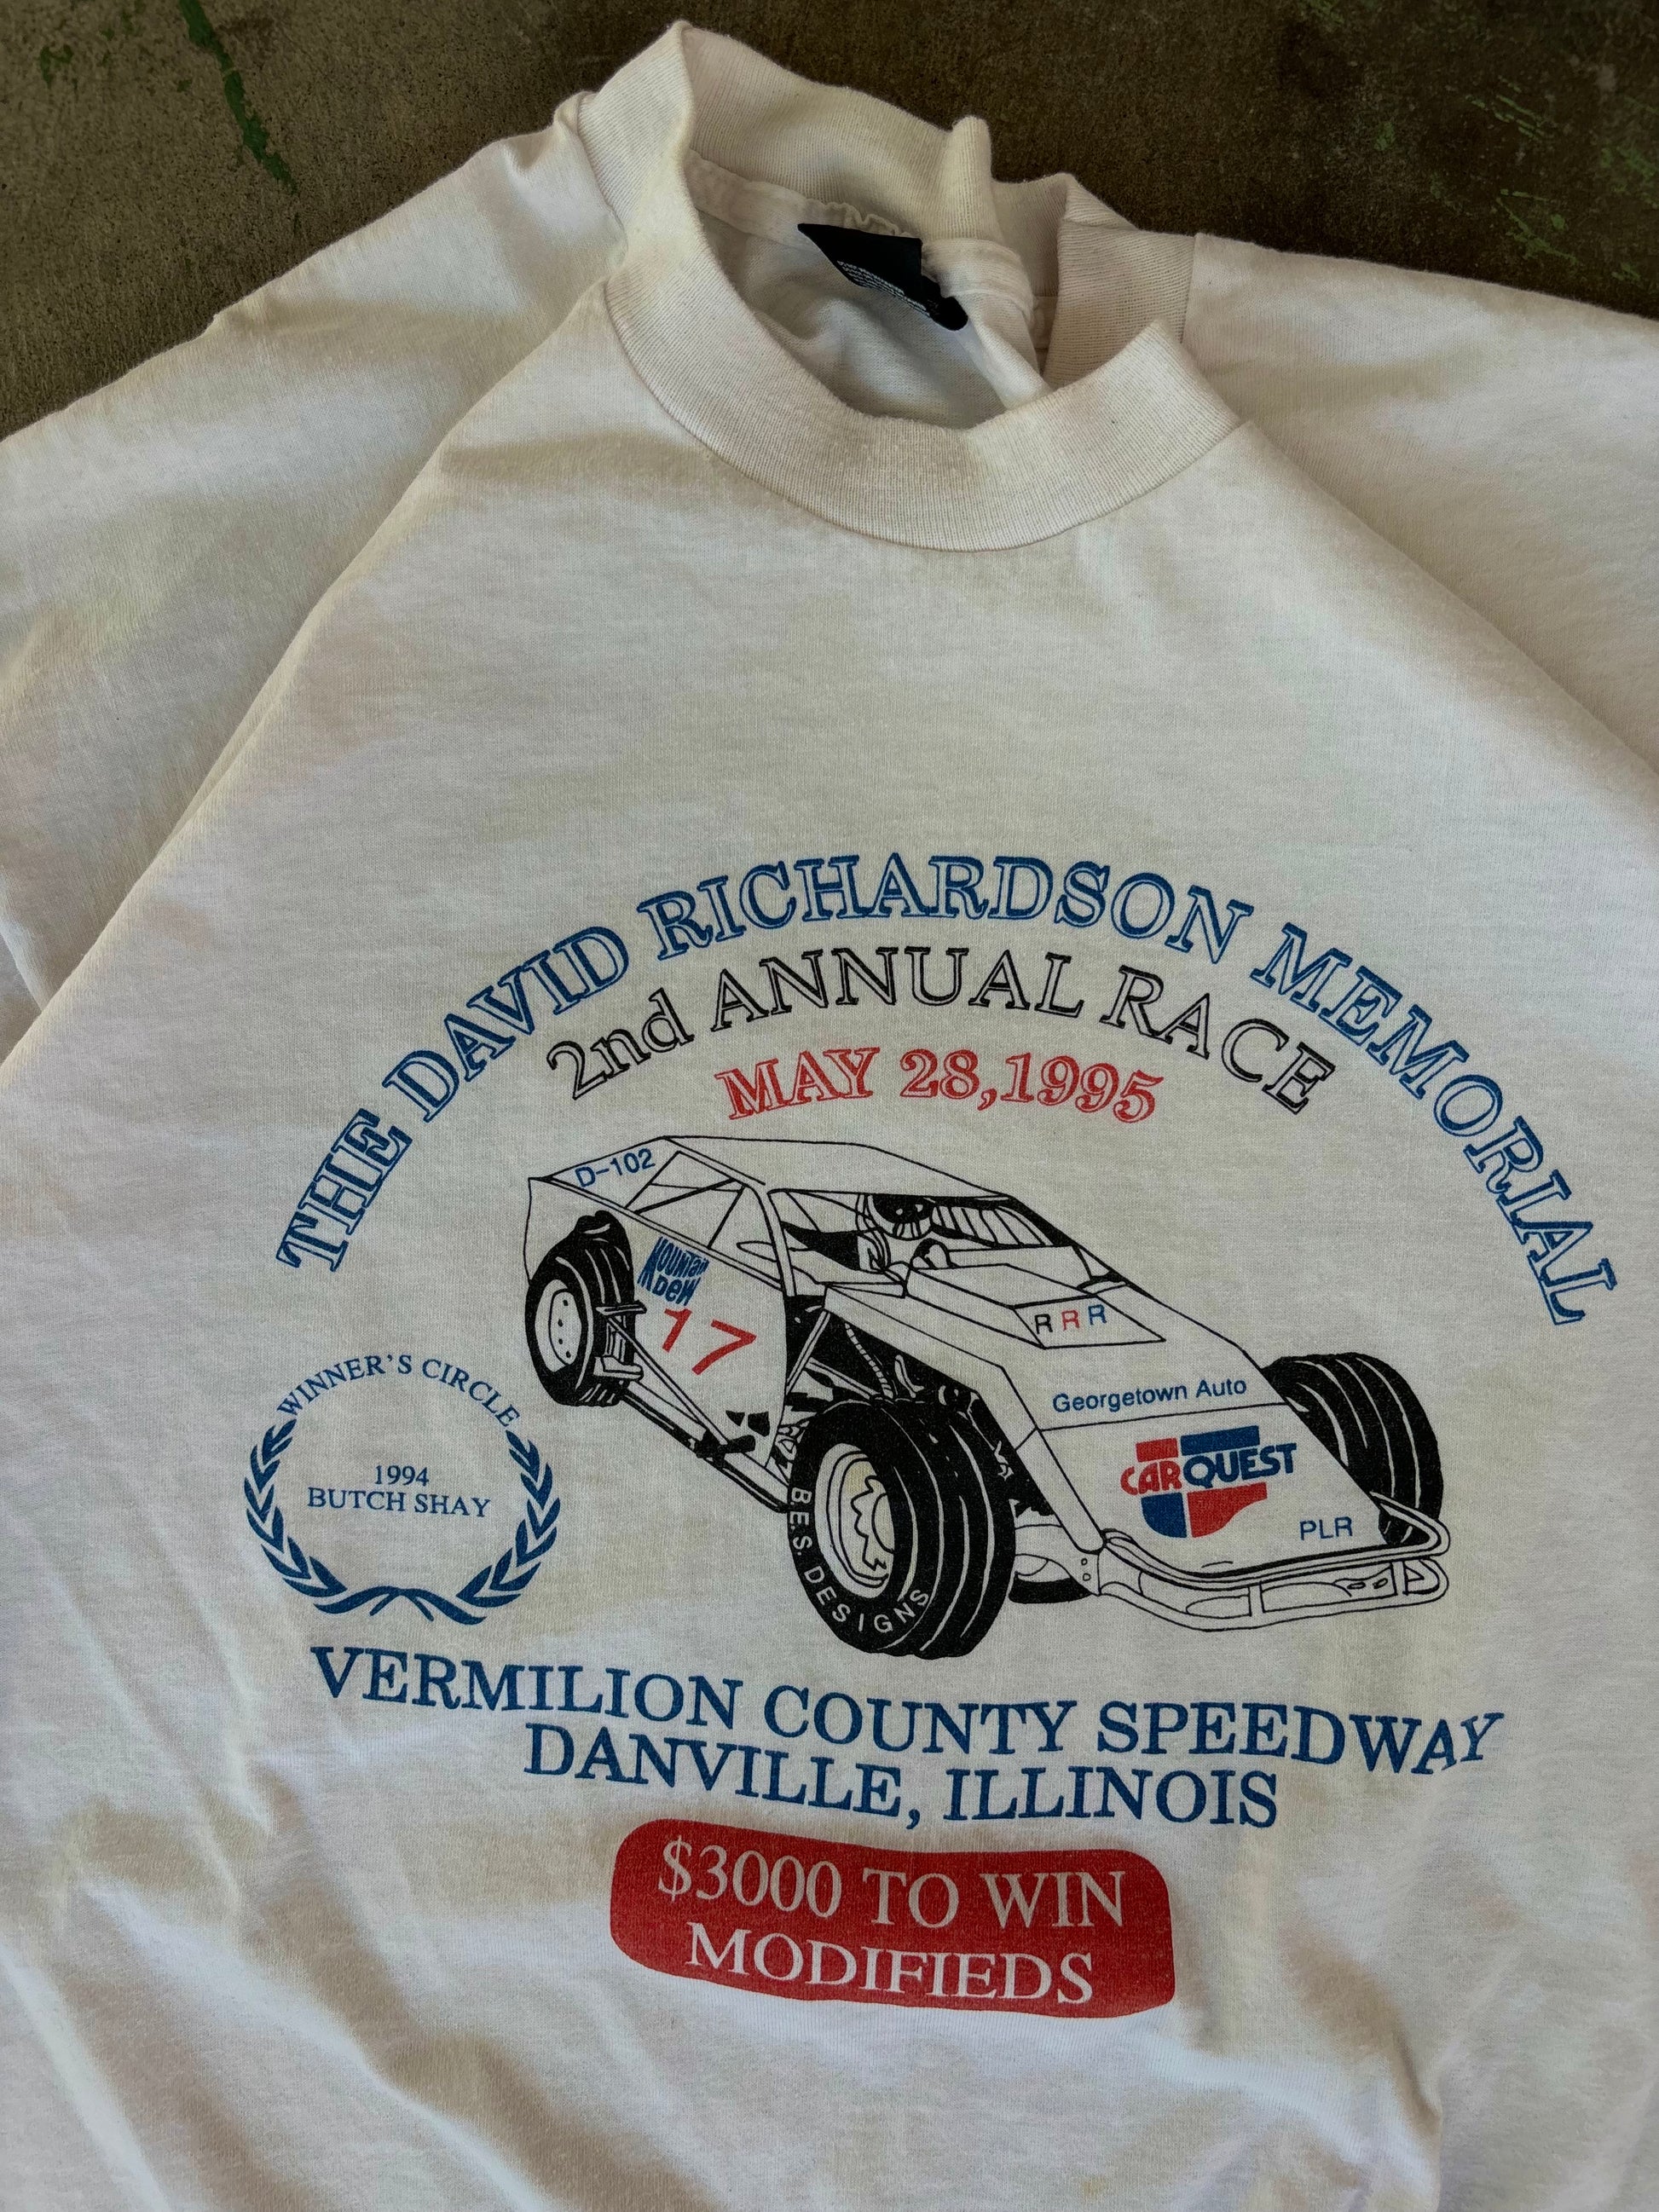 THE DAVID RICHARDSON MEMORIAL
2nd ANNUAL RACE
MAY 28,1995
D-102
MOUNTAIN
DEW
17
R R R
Georgetown Auto
CARQUEST
PLR
B.E.S. DESIGNS
WINNER'S CIRCLE
1994
BUTCH SHAY
VERMILION COUNTY SPEEDWAY
DANVILLE, ILLINOIS
$3000 TO WIN
MODIFIEDS